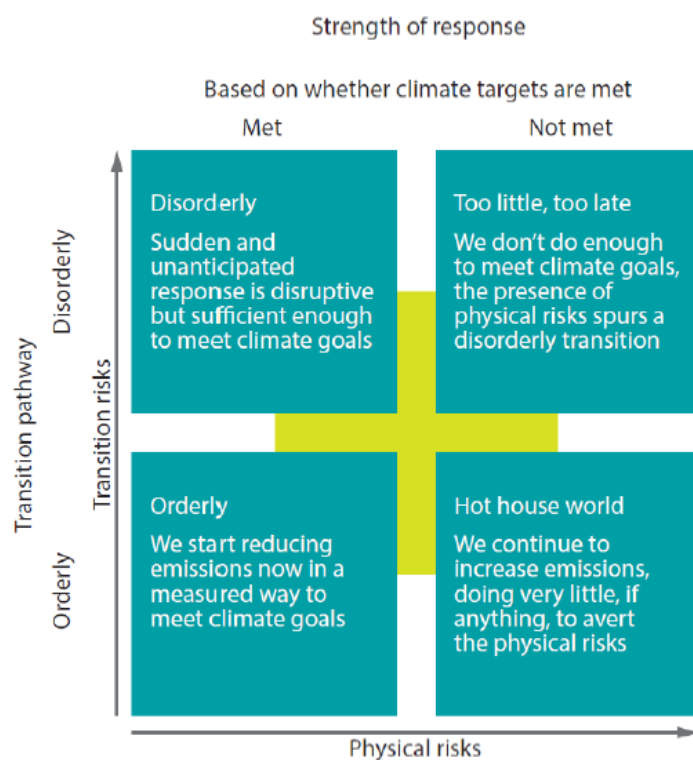 Strength of response
Based on whether climate targets are met
Met
Not met
Transition pathway
Disorderly
Orderly
Transition risks
Disorderly
Sudden and
unanticipated
response is disruptive
but sufficient enough
to meet climate goals
Too little, too late
We don't do enough
to meet climate goals,
the presence of
physical risks spurs a
disorderly transition
Orderly
We start reducing
emissions now in a
measured way to
meet climate goals
Hot house world
We continue to
increase emissions,
doing very little, if
anything, to avert
the physical risks
Physical risks